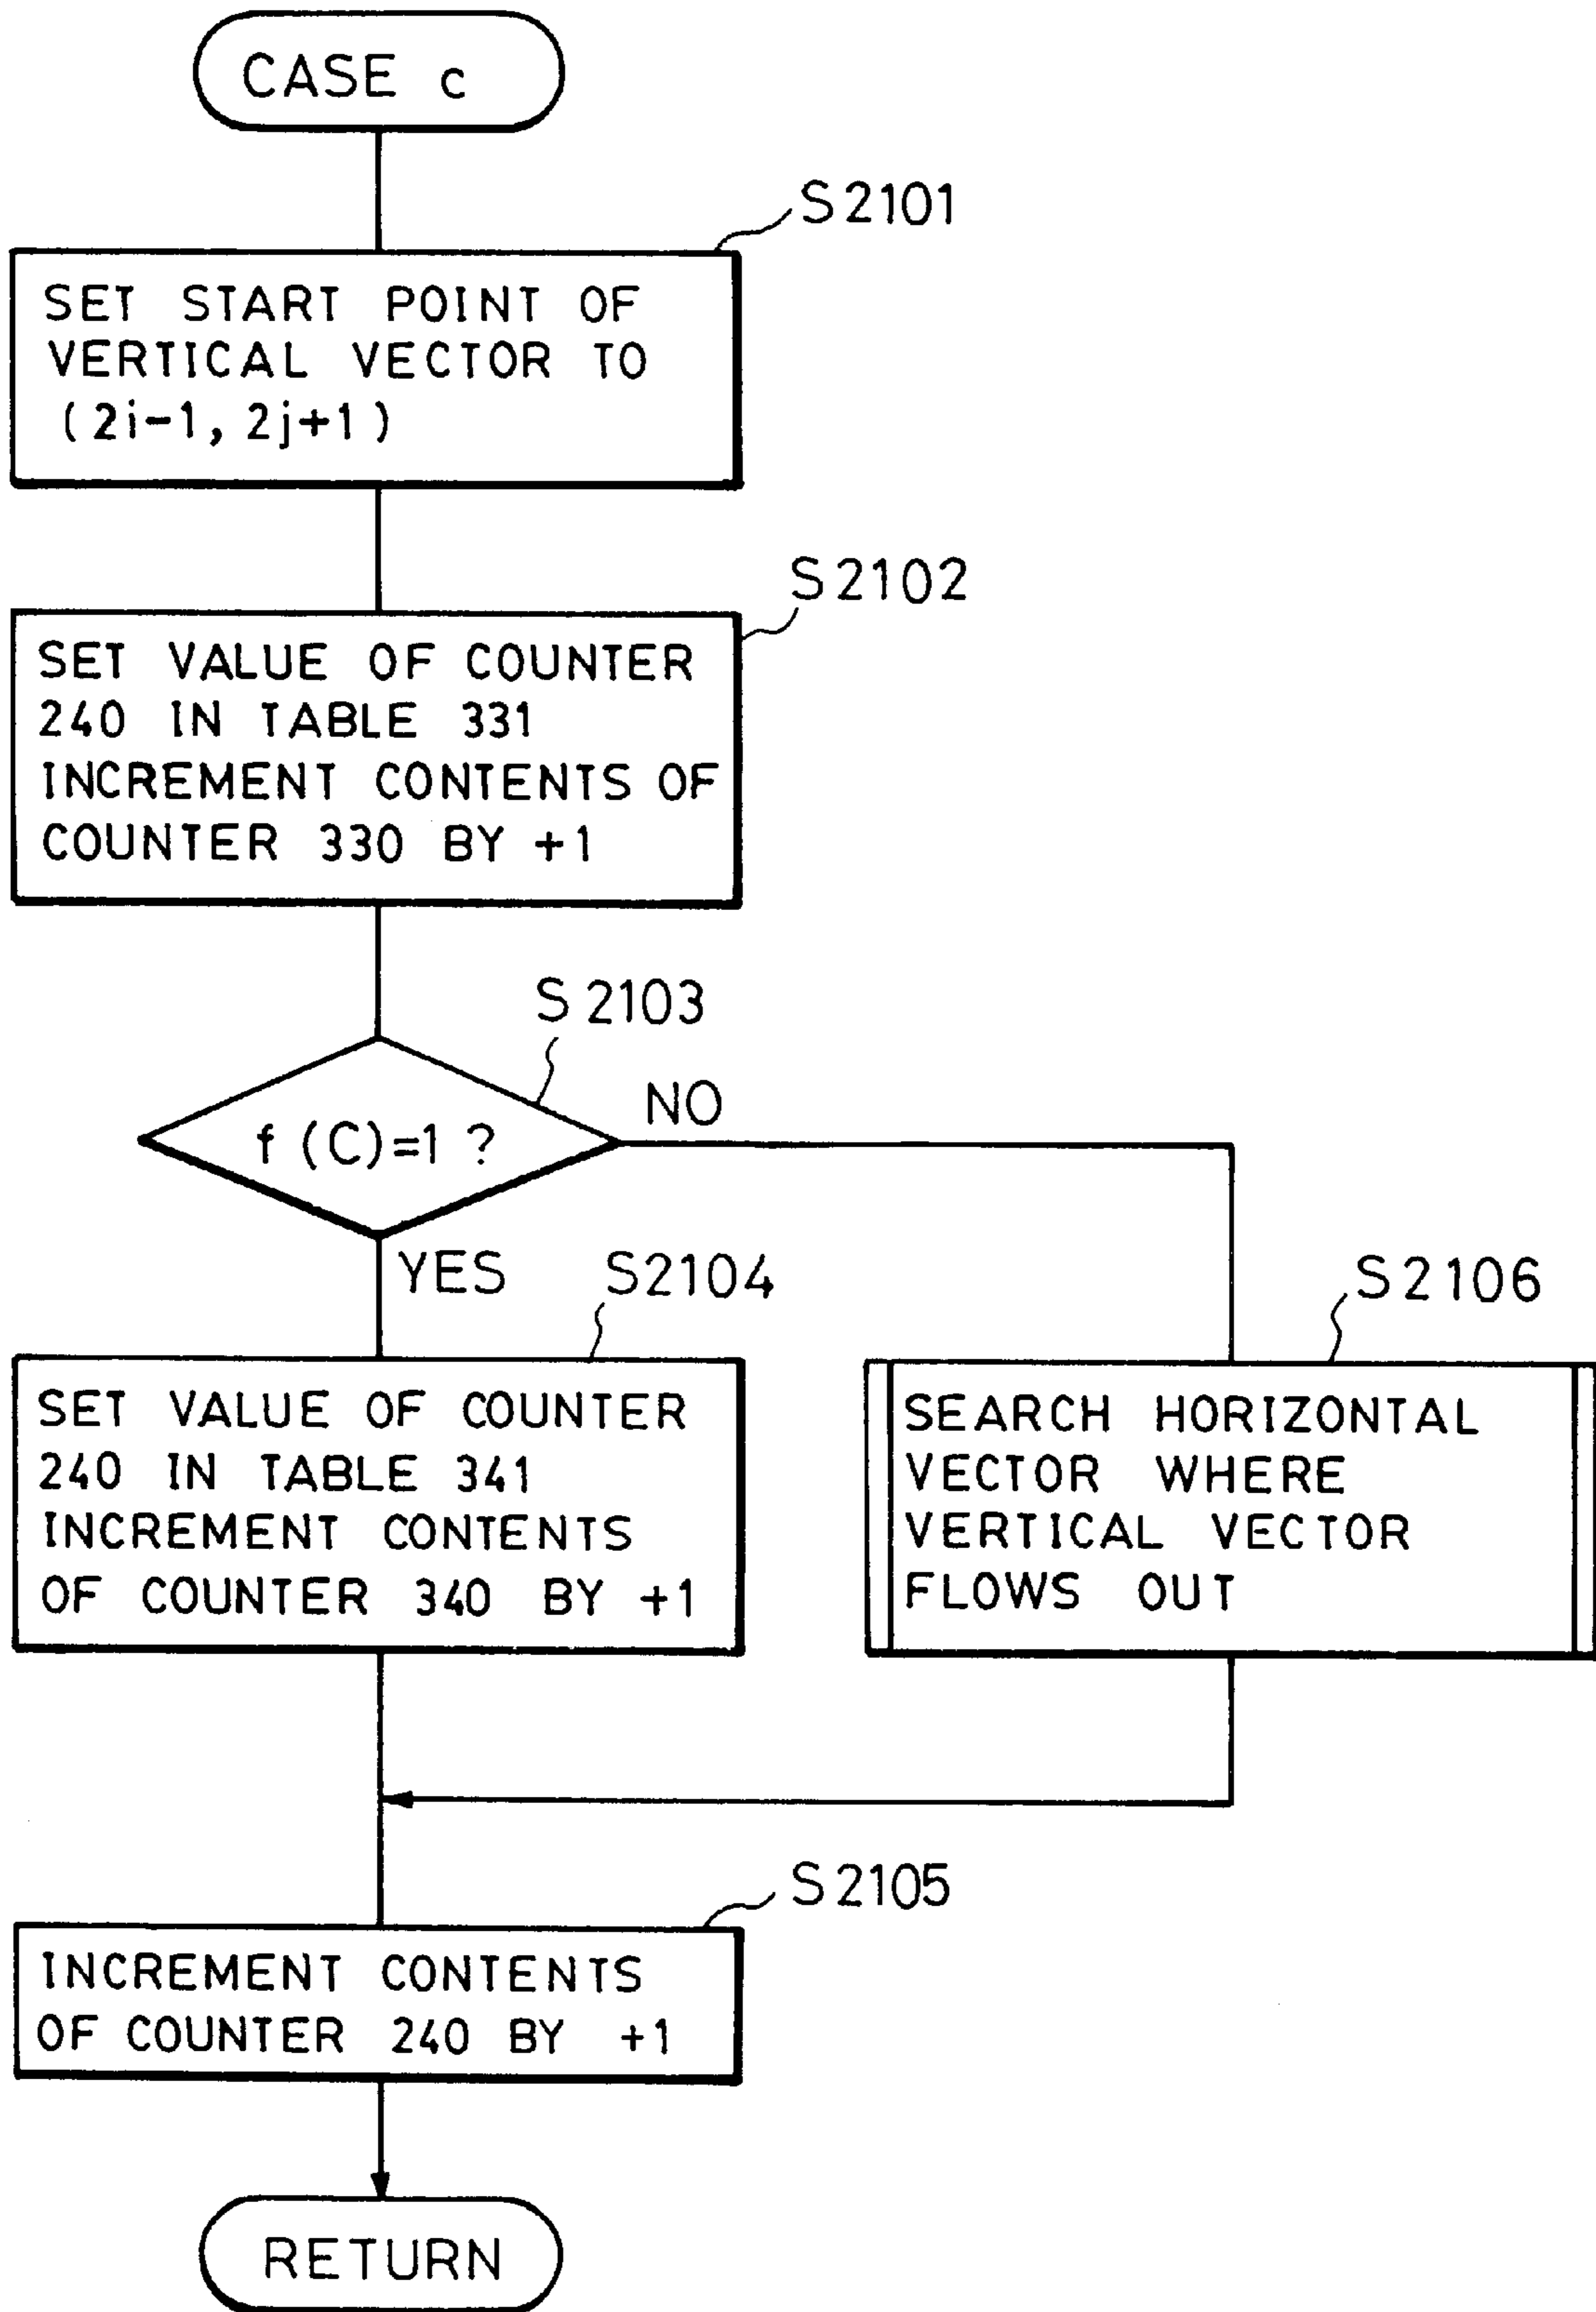 CASE c
S2101
SET START POINT OF
VERTICAL VECTOR TO
(2i-1, 2j+1)
S2102
SET VALUE OF COUNTER
240 IN TABLE 331
INCREMENT CONTENTS OF
COUNTER 330 BY +1
S2103
f(C)=1 ?
NO
YES
S2104
SET VALUE OF COUNTER
240 IN TABLE 341
INCREMENT CONTENTS
OF COUNTER 340 BY +1
S2106
SEARCH HORIZONTAL
VECTOR WHERE
VERTICAL VECTOR
FLOWS OUT
S2105
INCREMENT CONTENTS
OF COUNTER 240 BY +1
RETURN